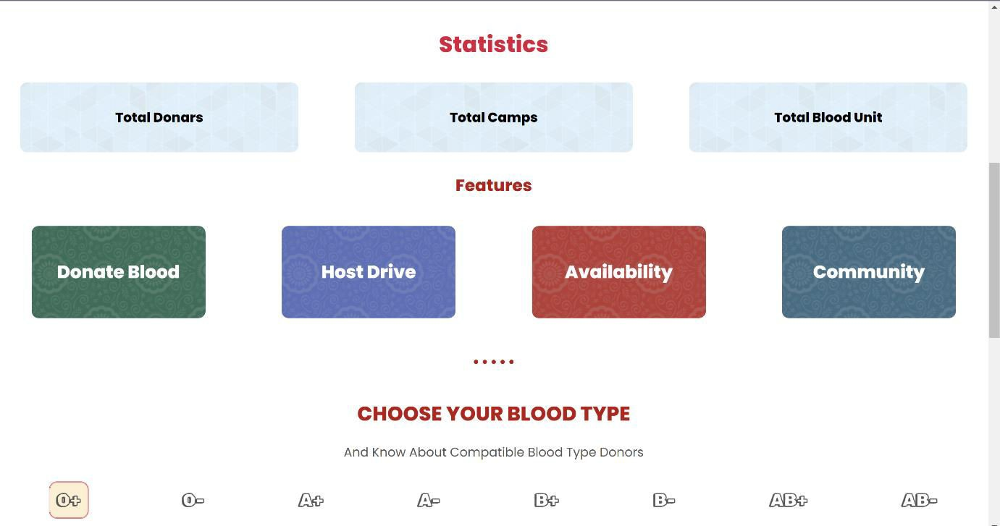 Statistics
Total Donars Total Camps Total Blood Unit
Features
Donate Blood Host Drive Availability Community
CHOOSE YOUR BLOOD TYPE
And Know About Compatible Blood Type Donors
O+ O- A+ A- B+ B- AB+ AB-